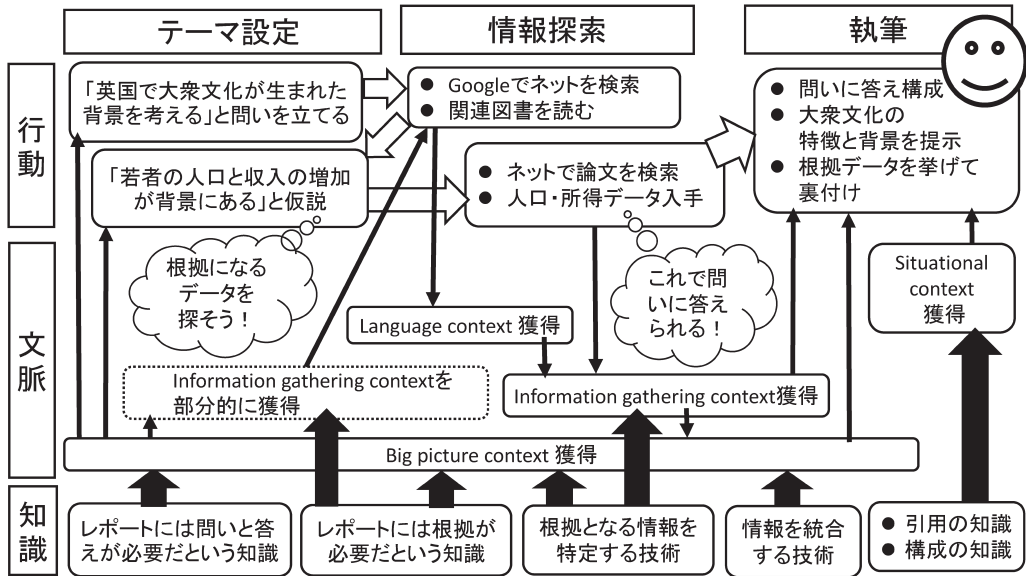 テーマ設定
情報探索
執筆
行動
「英国で大衆文化が生まれた
背景を考える」と問いを立てる
● Googleでネットを検索
● 関連図書を読む
● 問いに答え構成
● 大衆文化の
特徴と背景を提示
● 根拠データを挙げて
裏付け
「若者の人口と収入の増加
が背景にある」と仮説
● ネットで論文を検索
● 人口・所得データ入手
文脈
根拠になる
データを
探そう！
これで問
いに答え
られる！
Situational
context
獲得
Language context 獲得
Information gathering contextを
部分的に獲得
Information gathering context獲得
Big picture context 獲得
知識
レポートには問いと答
えが必要だという知識
レポートには根拠が
必要だという知識
根拠となる情報を
特定する技術
情報を統合
する技術
● 引用の知識
● 構成の知識